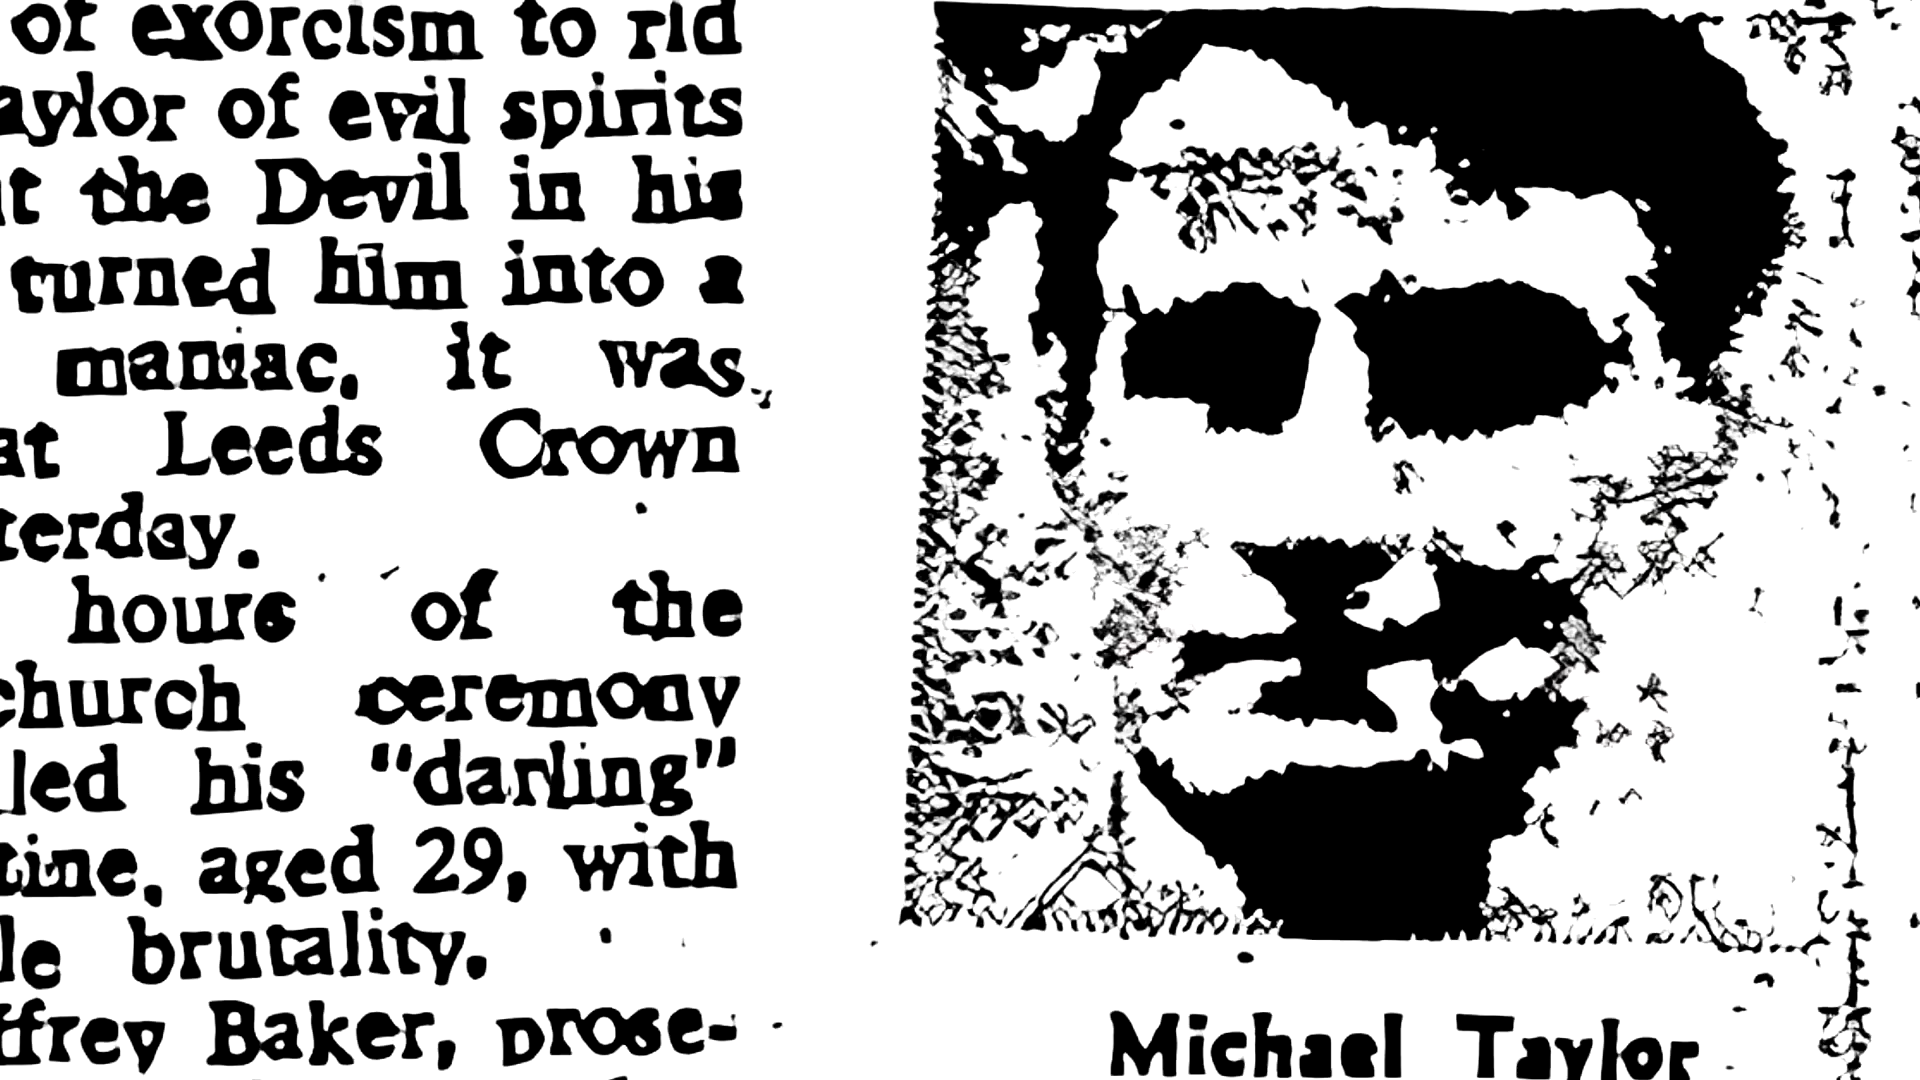 of exorcism to rid
aylor of evil spirits
the Devil in his
turned him into a
maniac, it was
at Leeds Crown
terday.
hours of the
church ceremony
led his "darling"
tine, aged 29, with
le brutality.
ffrey Baker, prose-
Michael Taylor